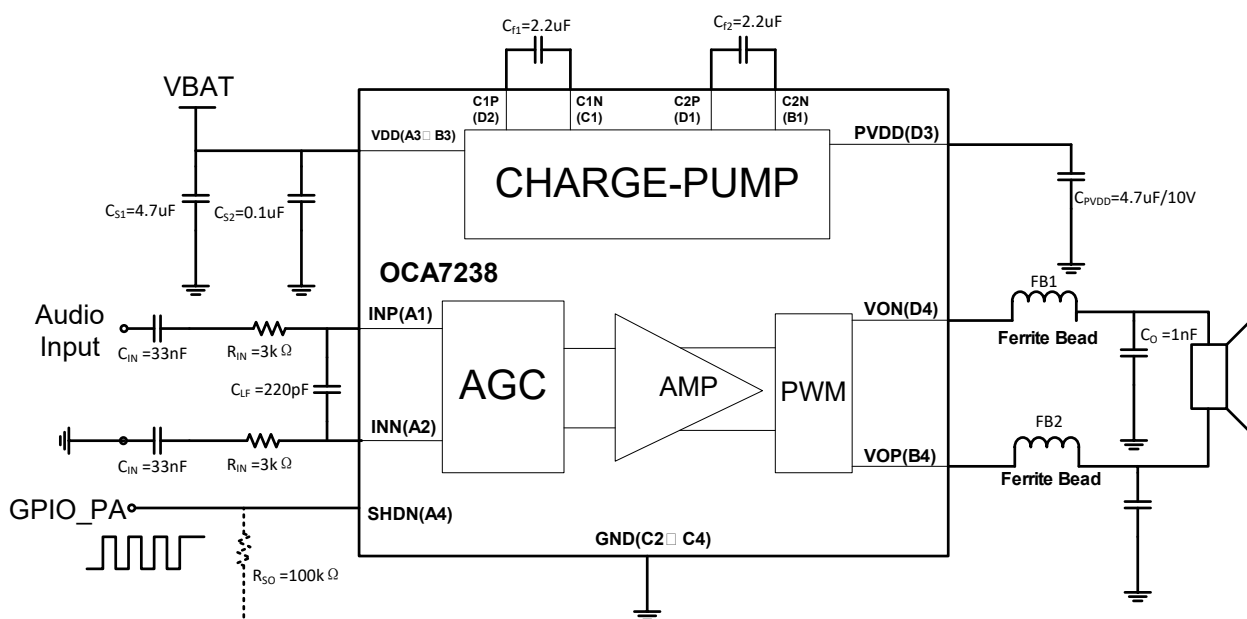 Cf1=2.2uF
Cf2=2.2uF
VBAT
C1P
(D2)
C1N
(C1)
C2P
(D1)
C2N
(B1)
VDD(A3□ B3)
PVDD(D3)
CHARGE-PUMP
CS1=4.7uF
CS2=0.1uF
CPVDD=4.7uF/10V
OCA7238
Audio
Input
INP(A1)
VON(D4)
FB1
Ferrite Bead
CIN=33nF
RIN=3kΩ
CO=1nF
CLF=220pF
AGC
AMP
PWM
INN(A2)
VOP(B4)
FB2
Ferrite Bead
CIN=33nF
RIN=3kΩ
GPIO_PA
SHDN(A4)
RSO=100kΩ
GND(C2□ C4)